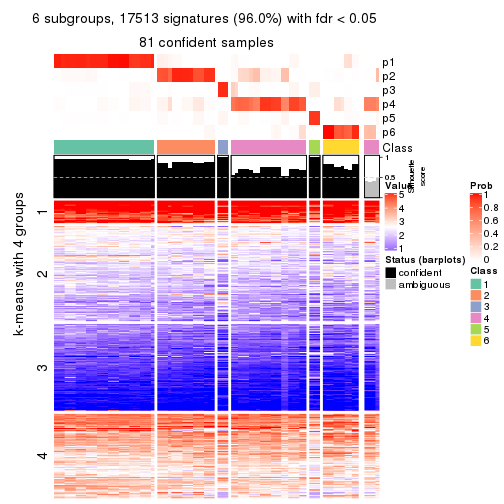 6 subgroups, 17513 signatures (96.0%) with fdr < 0.05
81 confident samples
p1
p2
p3
p4
p5
p6
Class
1
0.5
0
Silhouette
score
k-means with 4 groups
1
2
3
4
Value
5
4
3
2
1
Status (barplots)
confident
ambiguous
Prob
1
0.8
0.6
0.4
0.2
0
Class
1
2
3
4
5
6